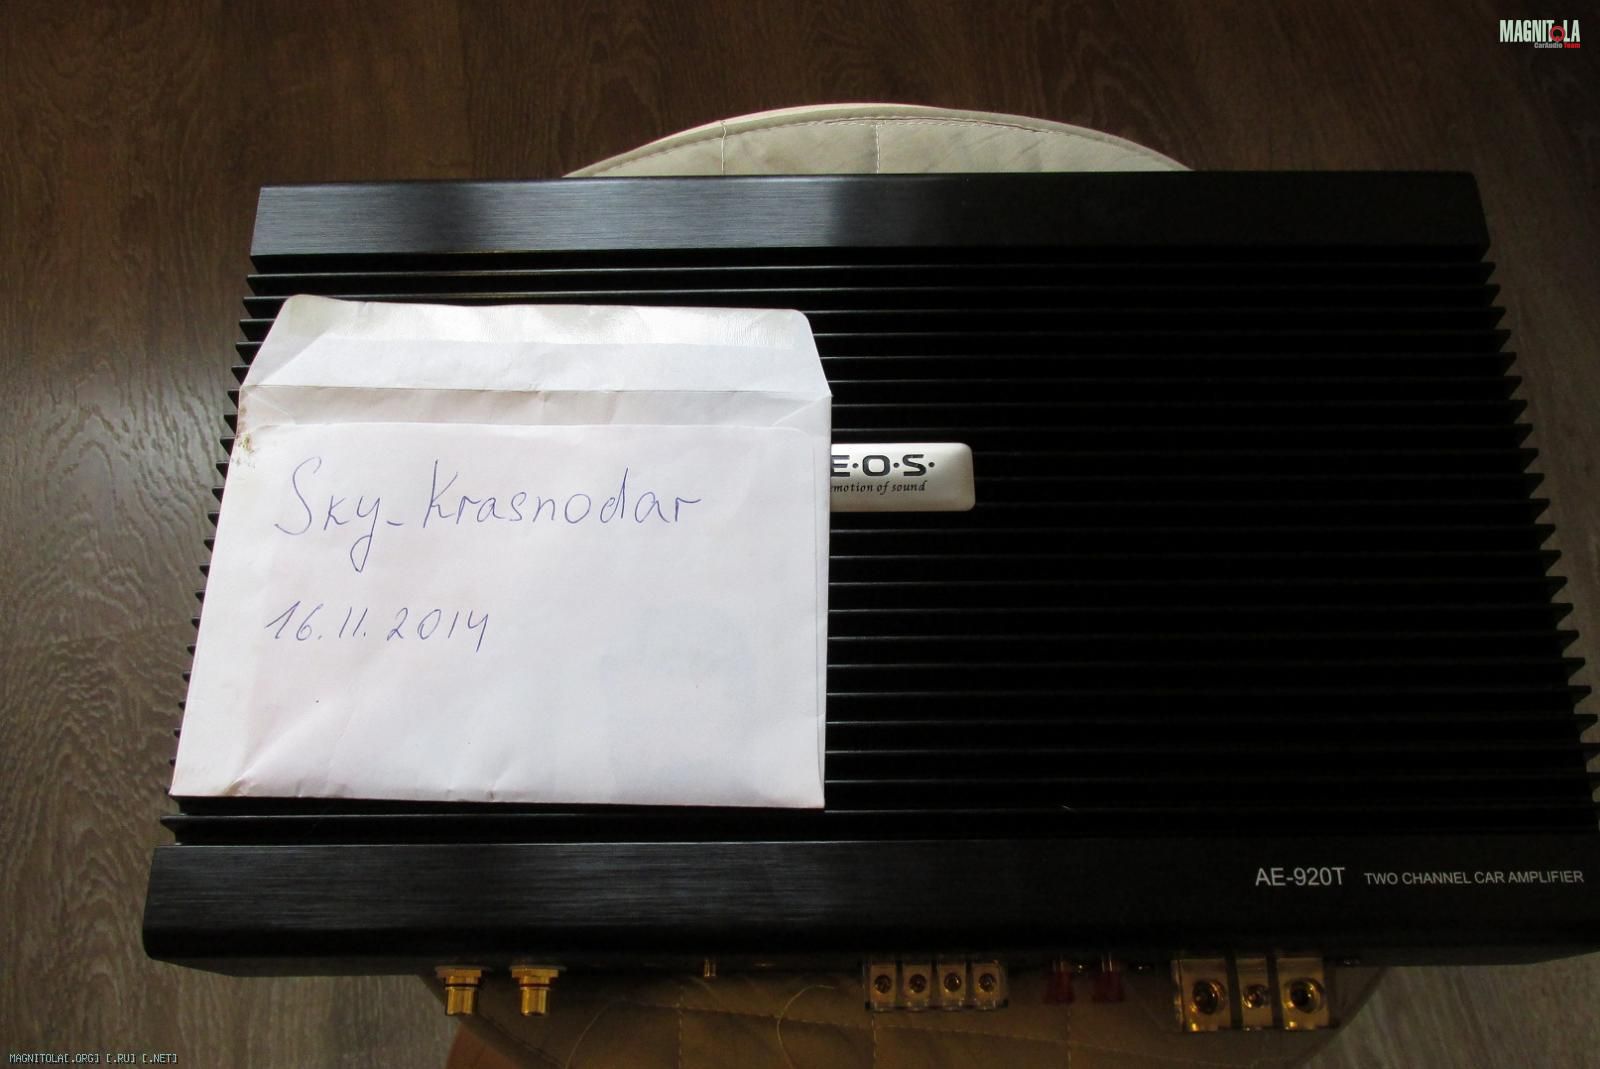 MAGNITOLA
CarAudio Team
E·O·S·
emotion of sound
Sky_Krasnodar
16.11.2014
AE-920T TWO CHANNEL CAR AMPLIFIER
MAGNITOLA[.ORG] [.RU] [.NET]